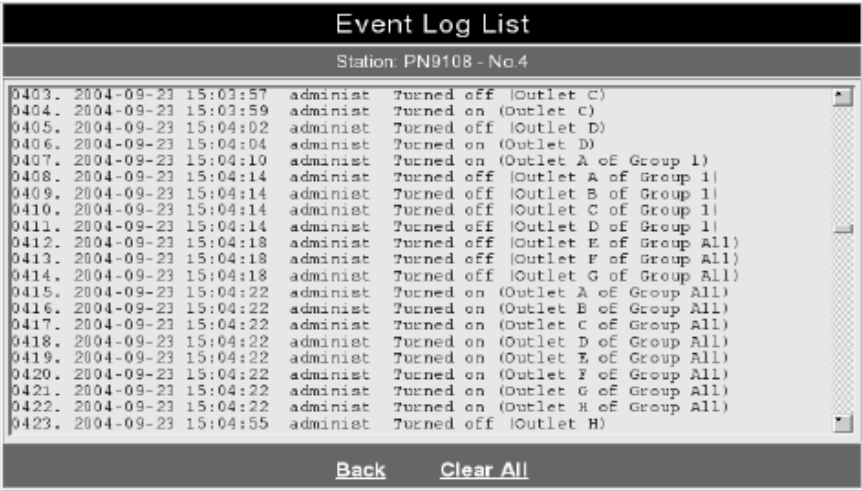 Event Log List
Station: PN9108 - No.4
0403. 2004-09-23 15:03:57 administ Turned off (Outlet C)
0404. 2004-09-23 15:03:59 administ Turned on (Outlet C)
0405. 2004-09-23 15:04:02 administ Turned off (Outlet D)
0406. 2004-09-23 15:04:04 administ Turned on (Outlet D)
0407. 2004-09-23 15:04:10 administ Turned on (Outlet A of Group 1)
0408. 2004-09-23 15:04:14 administ Turned off (Outlet A of Group 1)
0409. 2004-09-23 15:04:14 administ Turned off (Outlet B of Group 1)
0410. 2004-09-23 15:04:14 administ Turned off (Outlet C of Group 1)
0411. 2004-09-23 15:04:14 administ Turned off (Outlet D of Group 1)
0412. 2004-09-23 15:04:18 administ Turned off (Outlet E of Group All)
0413. 2004-09-23 15:04:18 administ Turned off (Outlet F of Group All)
0414. 2004-09-23 15:04:18 administ Turned off (Outlet G of Group All)
0415. 2004-09-23 15:04:22 administ Turned on (Outlet A of Group All)
0416. 2004-09-23 15:04:22 administ Turned on (Outlet B of Group All)
0417. 2004-09-23 15:04:22 administ Turned on (Outlet C of Group All)
0418. 2004-09-23 15:04:22 administ Turned on (Outlet D of Group All)
0419. 2004-09-23 15:04:22 administ Turned on (Outlet E of Group All)
0420. 2004-09-23 15:04:22 administ Turned on (Outlet F of Group All)
0421. 2004-09-23 15:04:22 administ Turned on (Outlet G of Group All)
0422. 2004-09-23 15:04:22 administ Turned on (Outlet H of Group All)
0423. 2004-09-23 15:04:55 administ Turned off (Outlet H)
Back Clear All